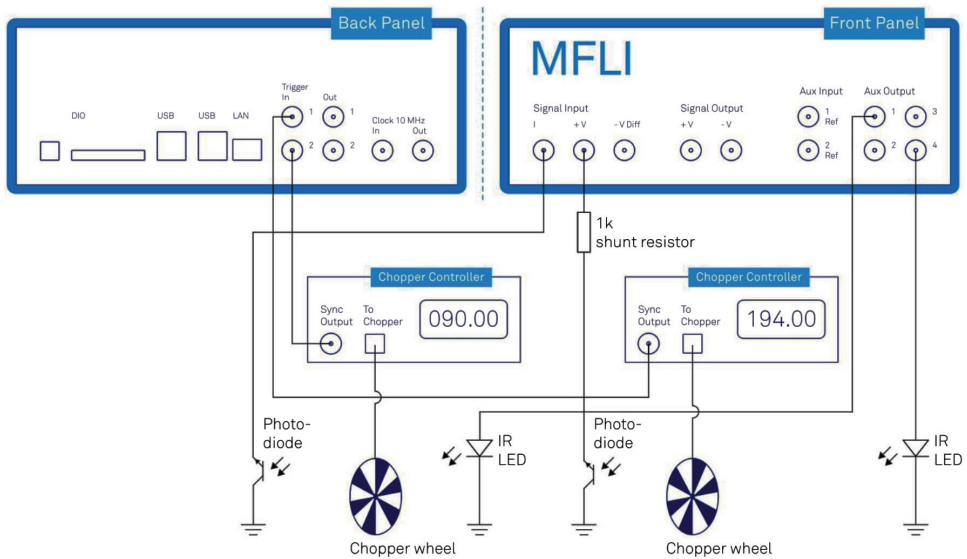 Back Panel
Trigger
In
Out
1
1
2
2
DIO
USB
USB
LAN
Clock 10 MHz
In
Out
Front Panel
MFLI
Signal Input
I
+ V
- V Diff
Signal Output
+ V
- V
Aux Input
1
Ref
2
Ref
Aux Output
1
3
2
4
1k
shunt resistor
Chopper Controller
Sync
Output
To
Chopper
090.00
Chopper Controller
Sync
Output
To
Chopper
194.00
Photo-
diode
IR
LED
Photo-
diode
IR
LED
Chopper wheel
Chopper wheel